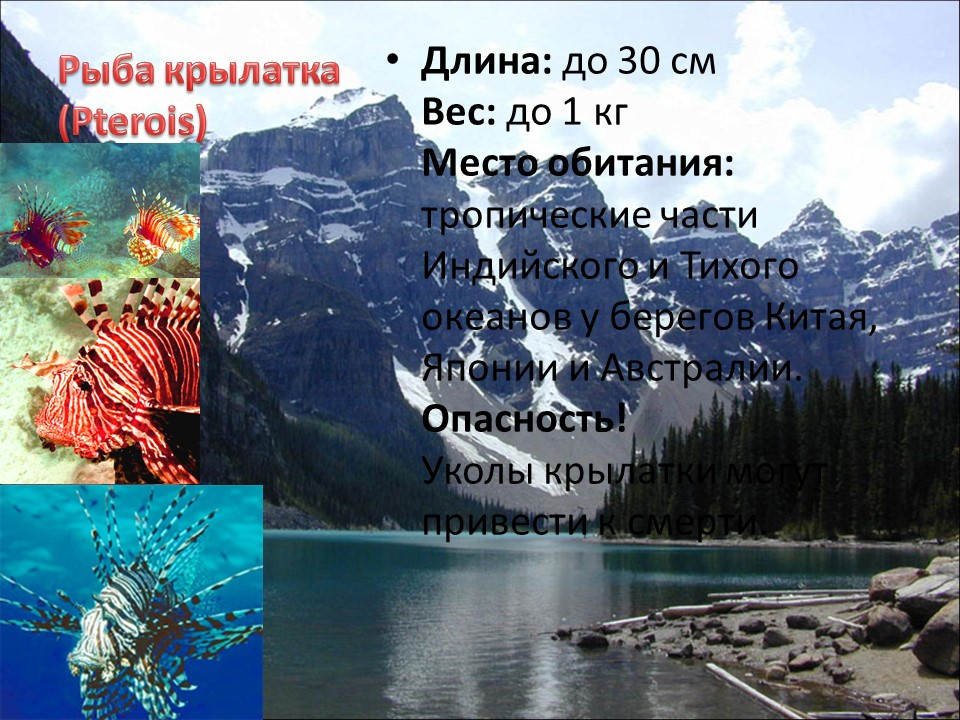 Рыба крылатка
(Pterois)
• Длина: до 30 см
Вес: до 1 кг
Место обитания:
тропические части
Индийского и Тихого
океанов у берегов Китая,
Японии и Австралии.
Опасность!
Уколы крылатки могут
привести к смерти.